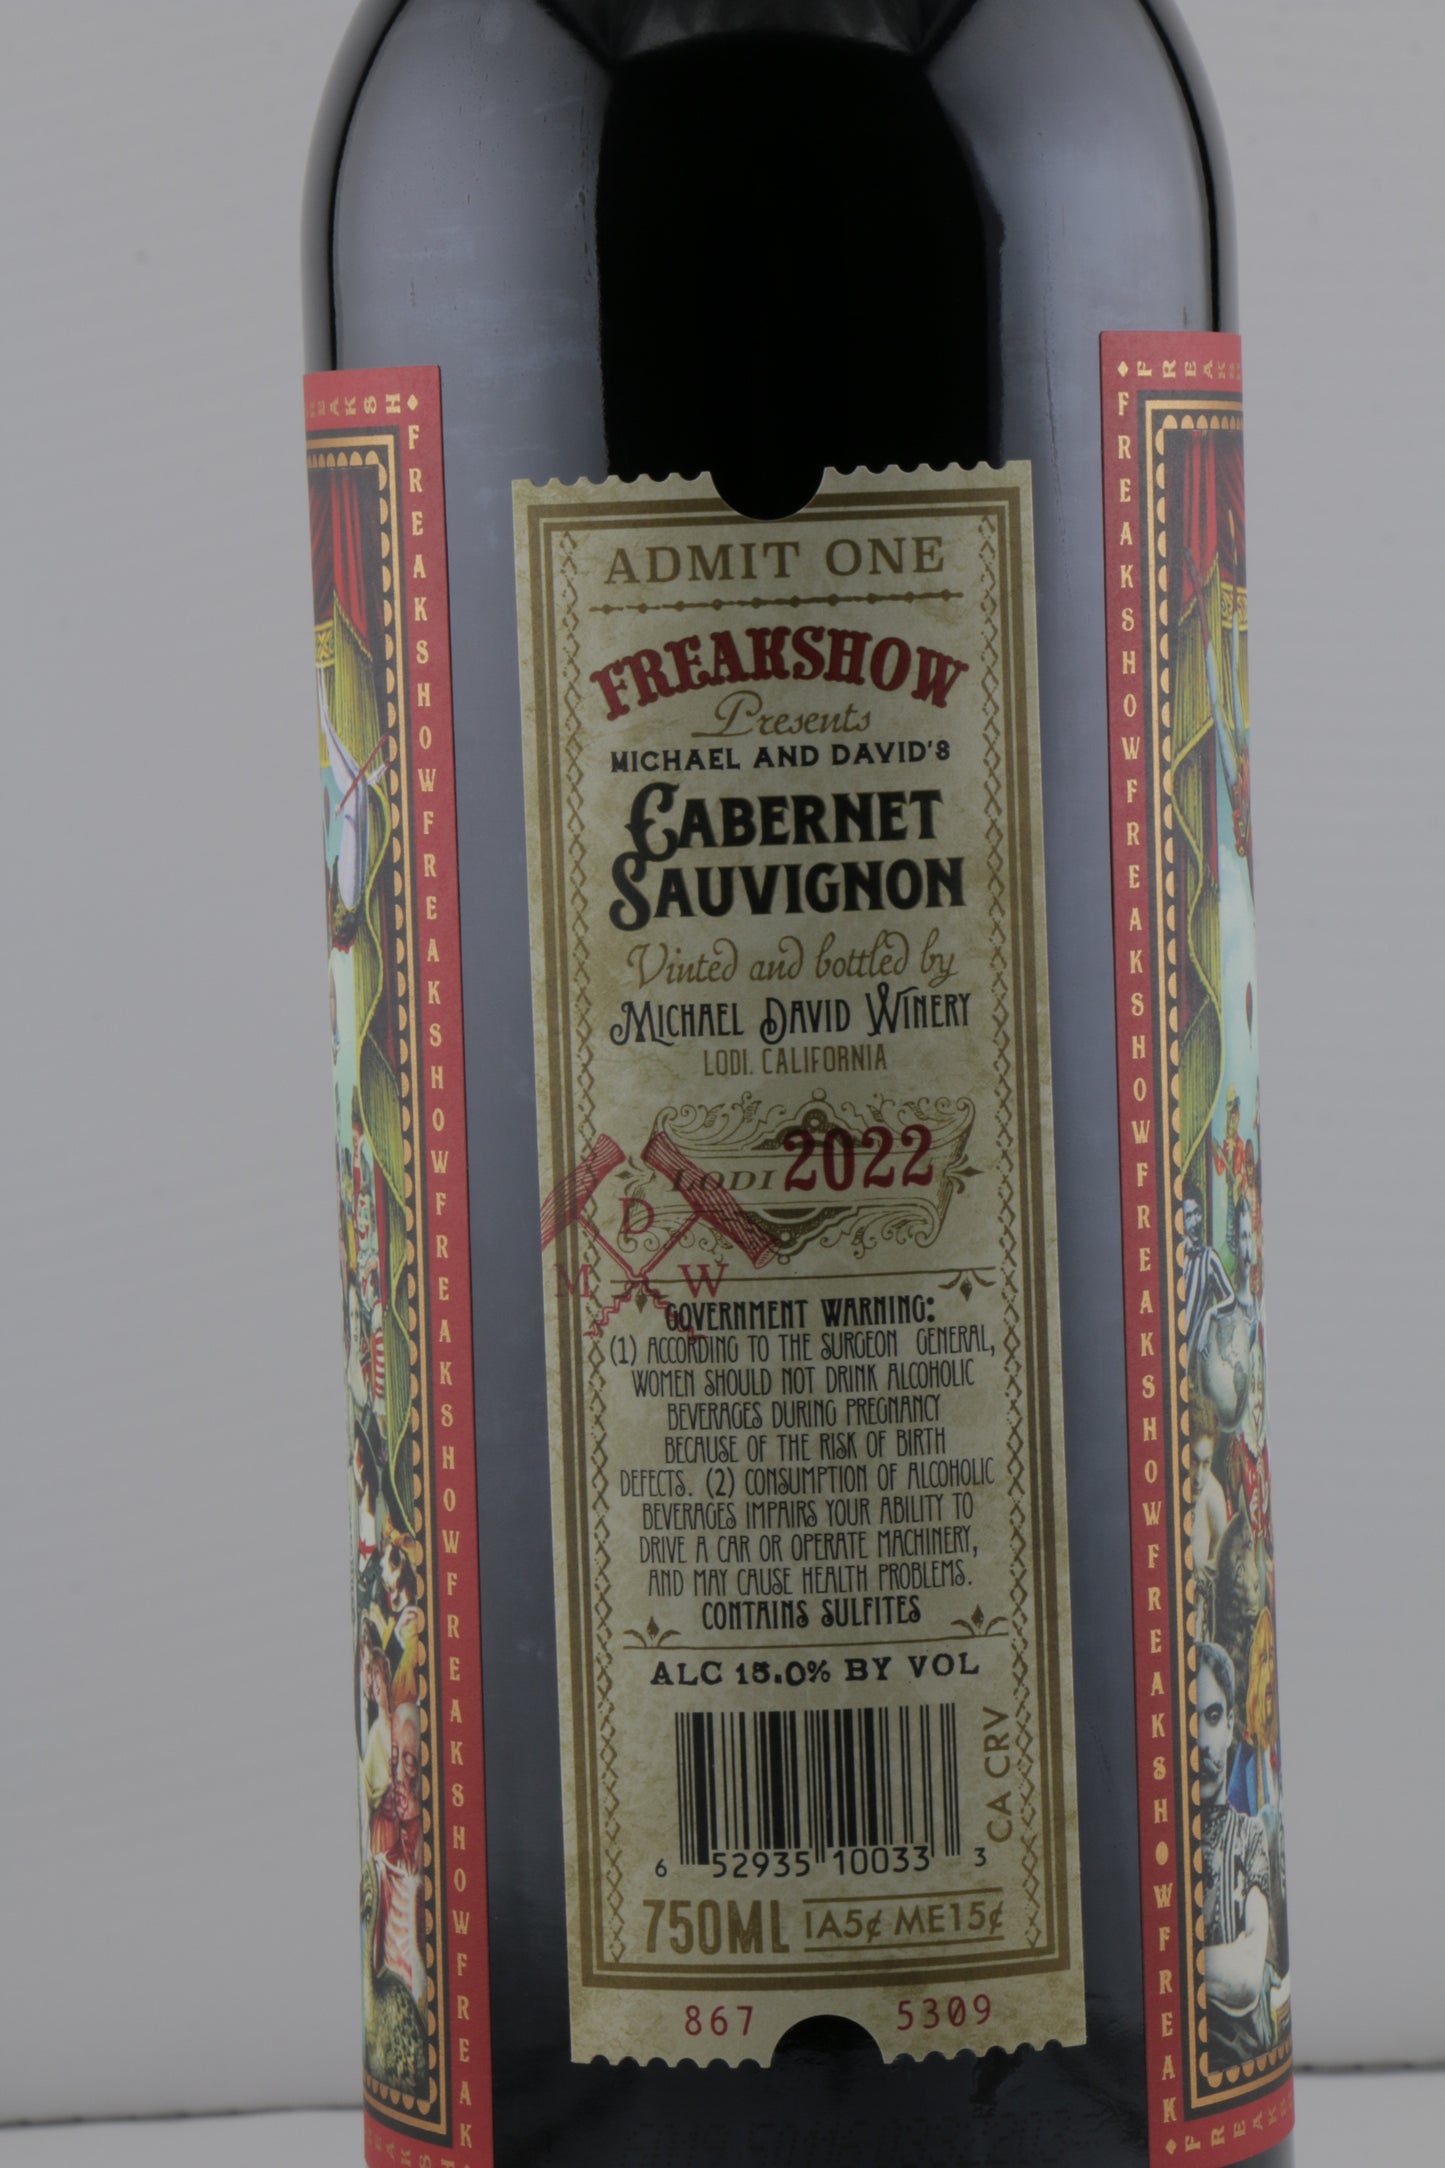 ADMIT ONE
FREAKSHOW
Presents
MICHAEL AND DAVID'S
CABERNET
SAUVIGNON
Vinted and bottled by
MICHAEL DAVID WINERY
LODI, CALIFORNIA
LODI 2022
D
M W
GOVERNMENT WARNING:
(1) ACCORDING TO THE SURGEON GENERAL,
WOMEN SHOULD NOT DRINK ALCOHOLIC
BEVERAGES DURING PREGNANCY
BECAUSE OF THE RISK OF BIRTH
DEFECTS. (2) CONSUMPTION OF ALCOHOLIC
BEVERAGES IMPAIRS YOUR ABILITY TO
DRIVE A CAR OR OPERATE MACHINERY,
AND MAY CAUSE HEALTH PROBLEMS.
CONTAINS SULFITES
ALC 15.0% BY VOL
CA CRV
6 52935 10033 3
750ML IA5¢ ME15¢
867 5309
FREAKSHOWFREAKSHOWFREAKSHOWFREAKSHOWFREAKSHOWFREAK
FREAKSHOWFREAKSHOWFREAKSHOWFREAKSHOWFREAKSHOWFREAK